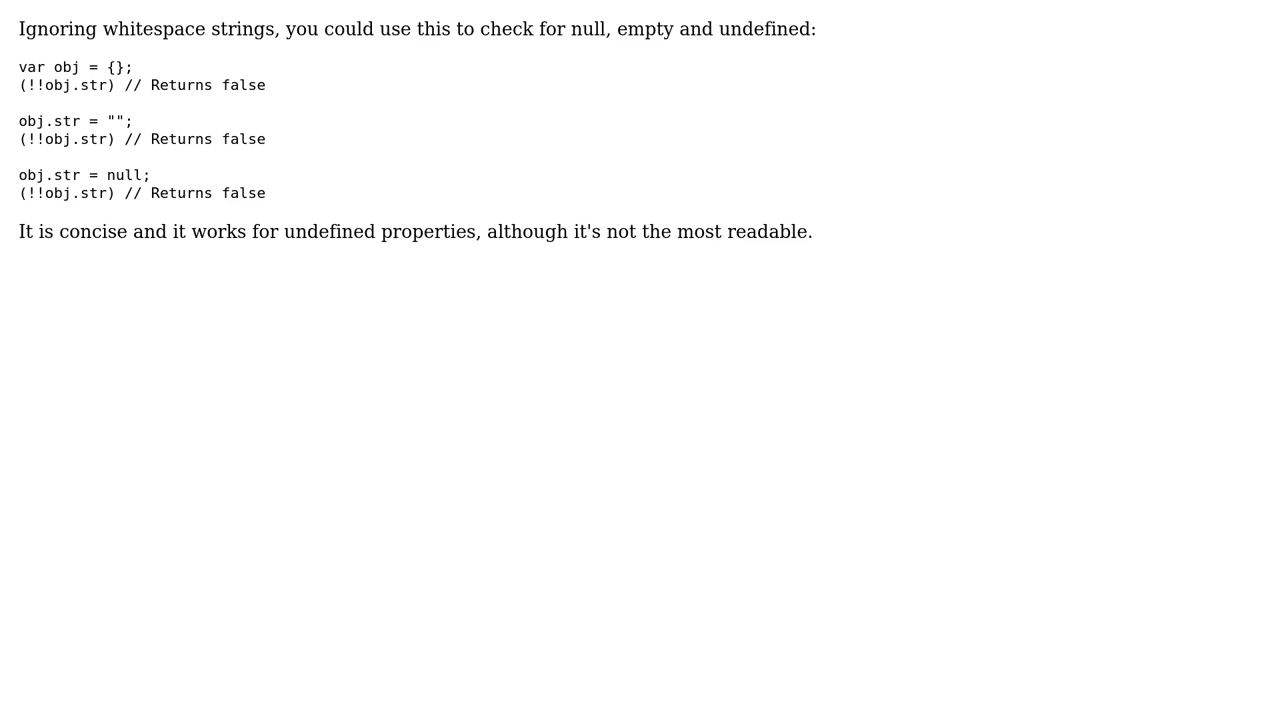 Ignoring whitespace strings, you could use this to check for null, empty and undefined:
var obj = {};
(!!obj.str) // Returns false
obj.str = "";
(!!obj.str) // Returns false
obj.str = null;
(!!obj.str) // Returns false
It is concise and it works for undefined properties, although it's not the most readable.